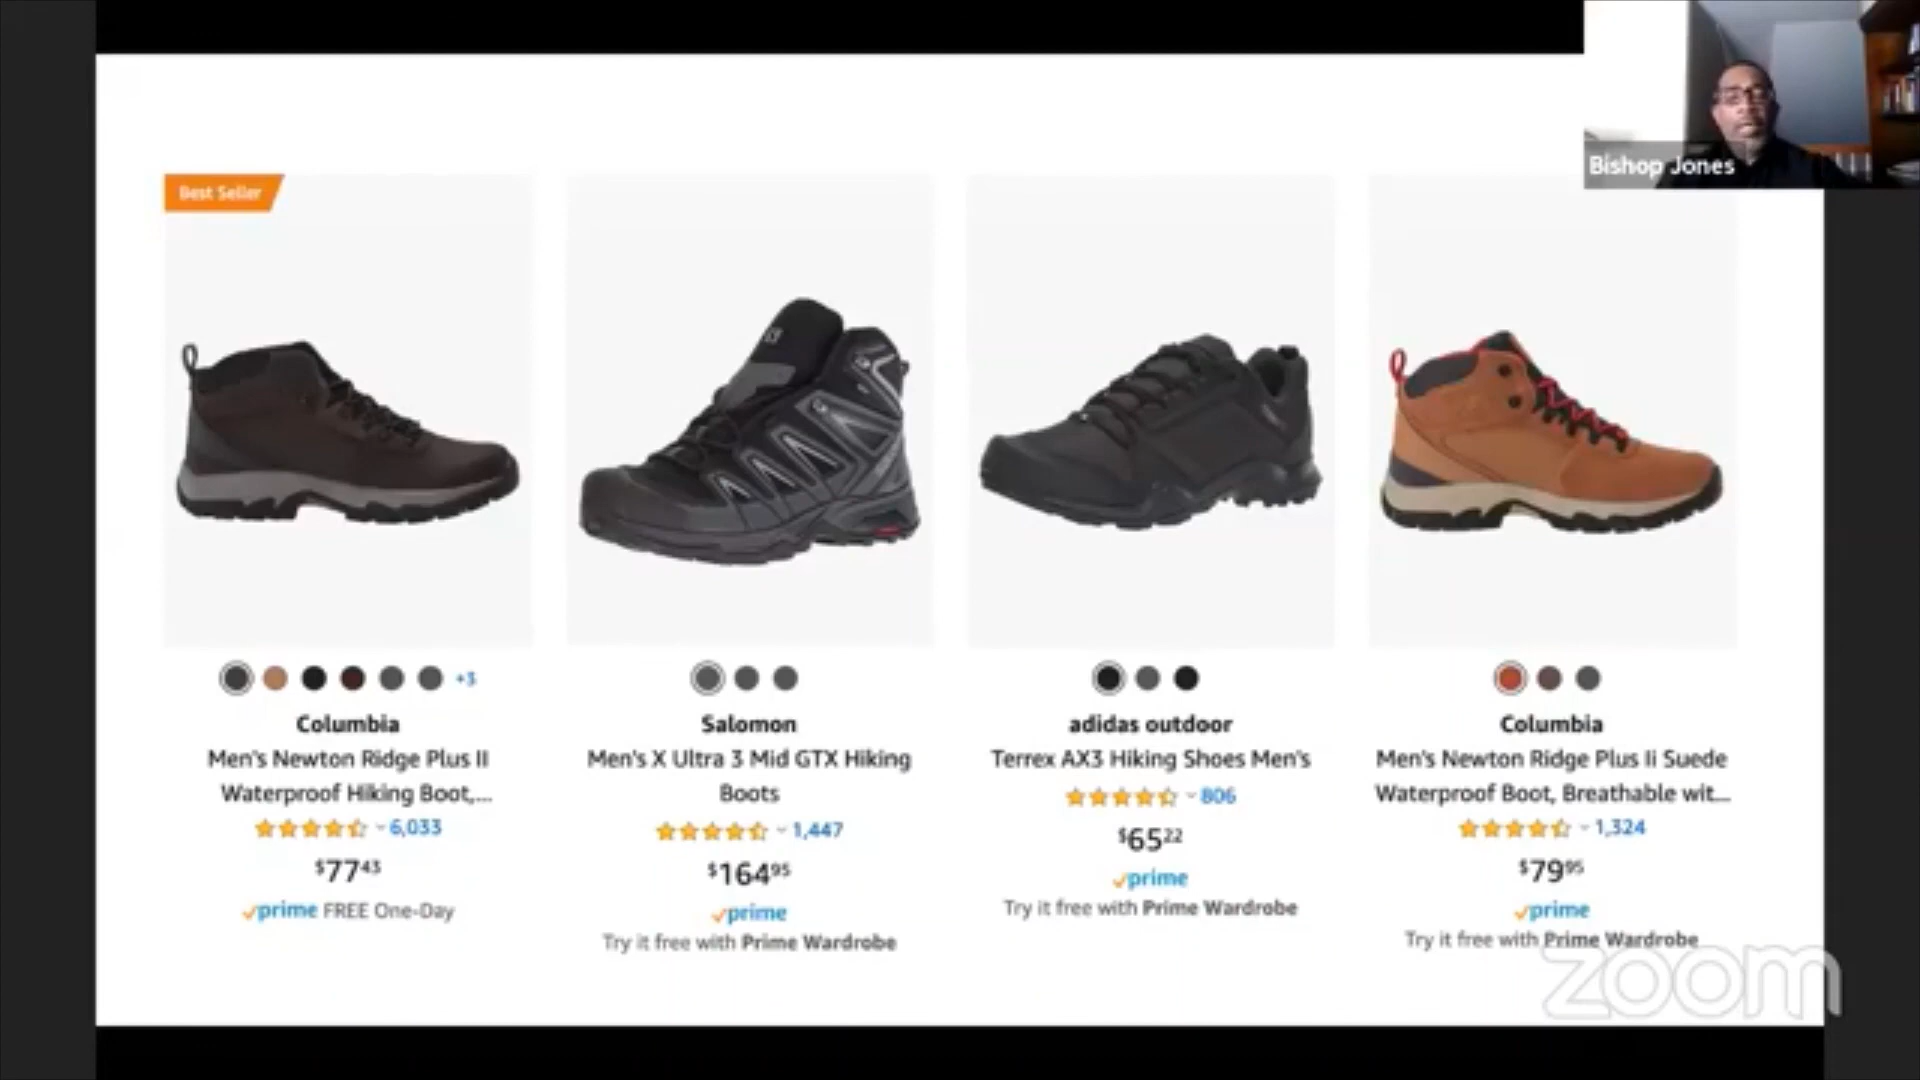 Bishop Jones
Best Seller
+3
Columbia
Men's Newton Ridge Plus II
Waterproof Hiking Boot,...
6,033
$77 43
prime FREE One-Day
Salomon
Men's X Ultra 3 Mid GTX Hiking
Boots
1,447
$164 95
prime
Try it free with Prime Wardrobe
adidas outdoor
Terrex AX3 Hiking Shoes Men's
806
$65 22
prime
Try it free with Prime Wardrobe
Columbia
Men's Newton Ridge Plus Ii Suede
Waterproof Boot, Breathable wit...
1,324
$79 95
prime
Try it free with Prime Wardrobe
zoom